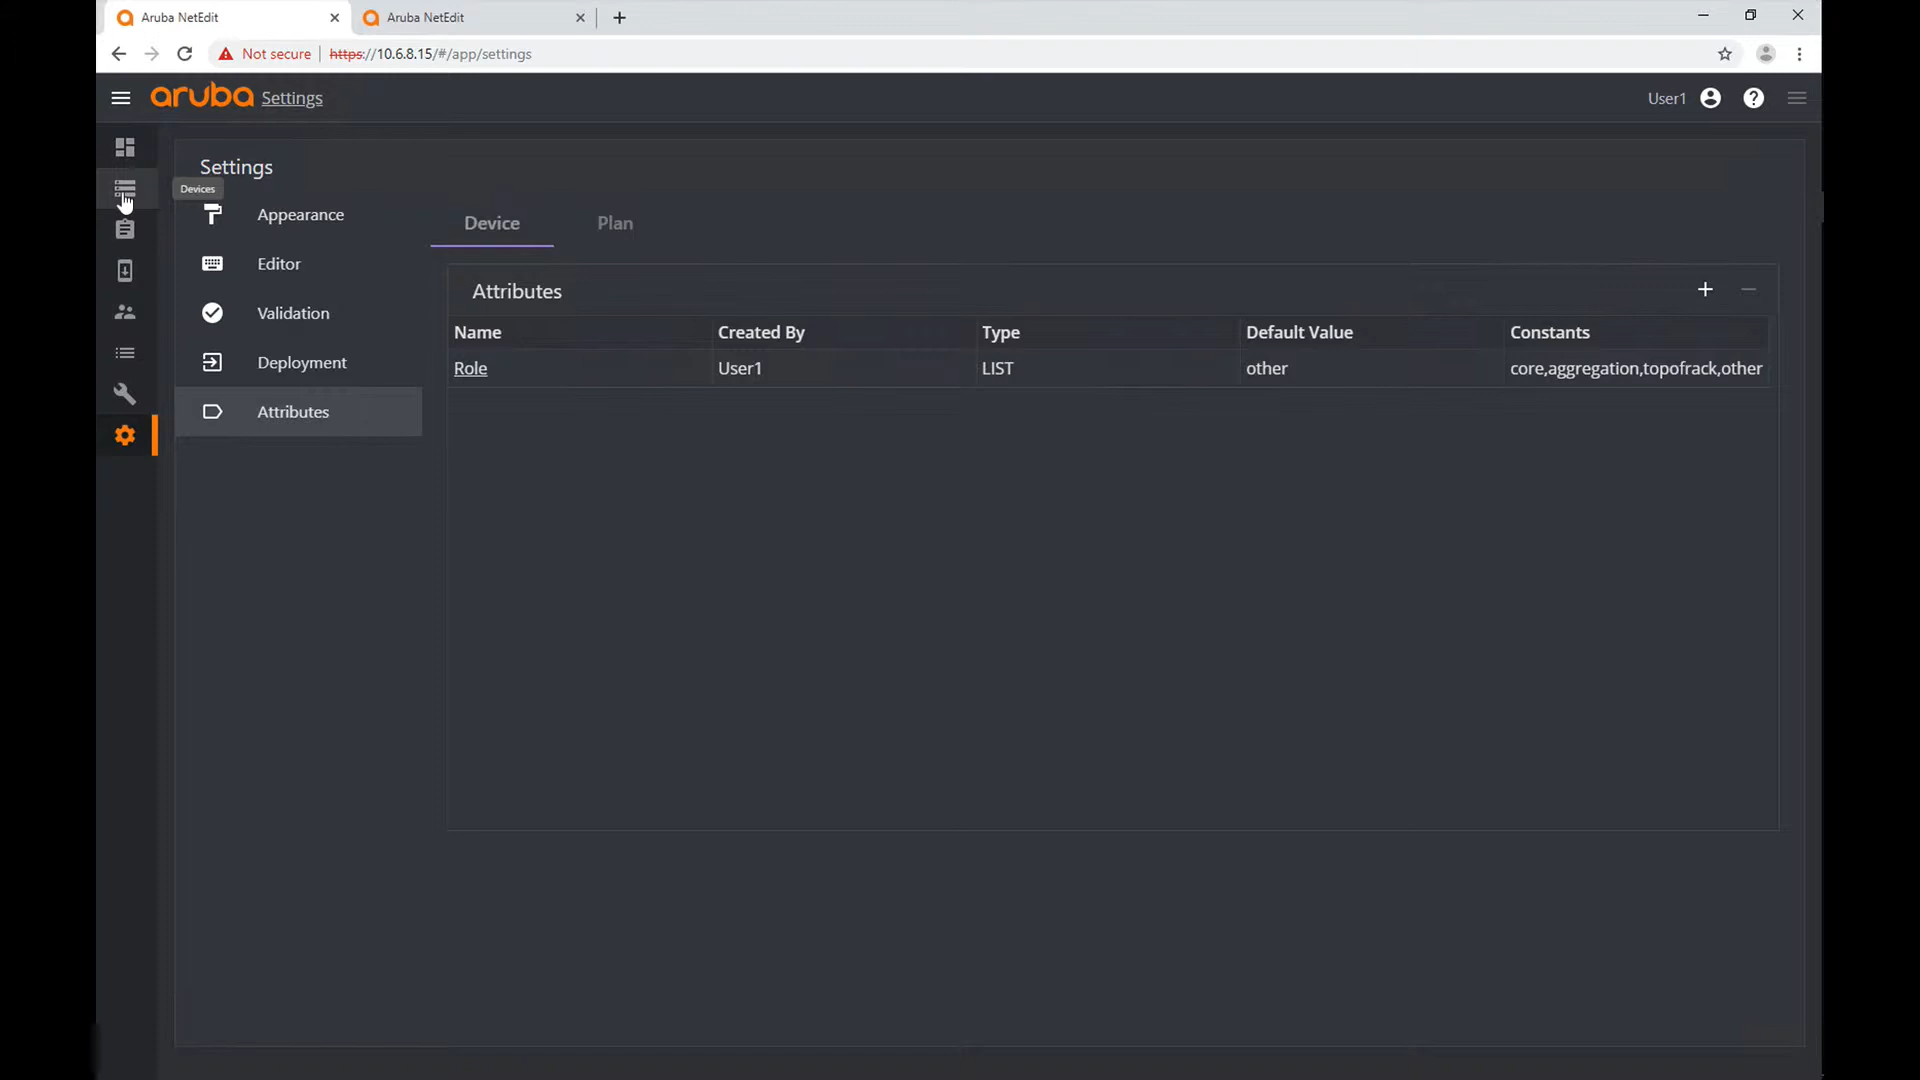 Aruba NetEdit
Aruba NetEdit
Not secure
https://10.6.8.15/#/app/settings
aruba Settings
User1
Settings
Devices
Appearance
Editor
Validation
Deployment
Attributes
Device Plan
Attributes
Name Created By Type Default Value Constants
Role User1 LIST other core,aggregation,topofrack,other